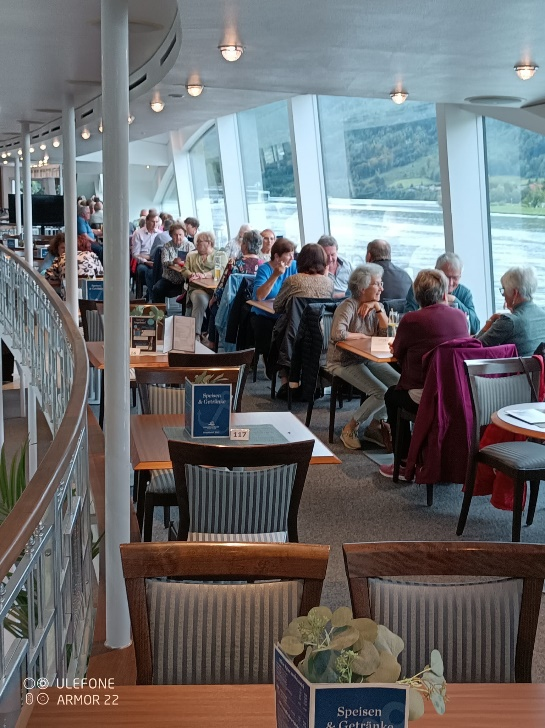 Speisen
& Getränke
117
Speisen
& Getränke
ULEFONE
ARMOR 22